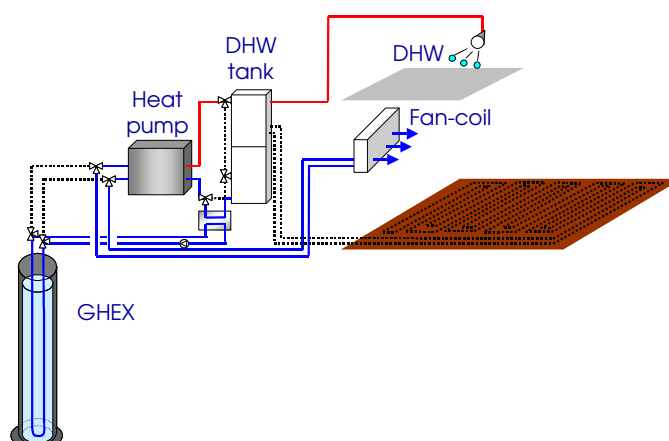 DHW
tank
DHW
Heat
pump
Fan-coil
GHEX